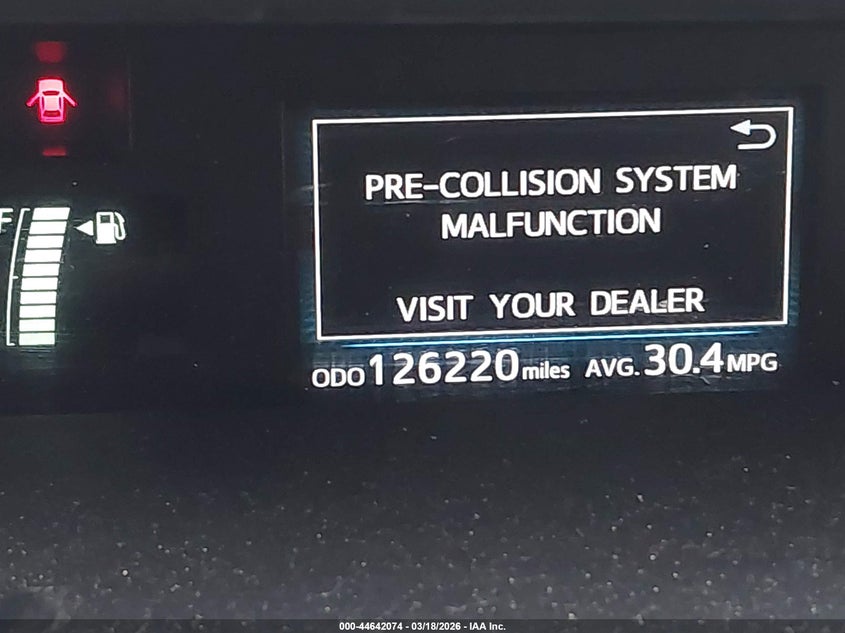 PRE-COLLISION SYSTEM
MALFUNCTION
VISIT YOUR DEALER
F
ODO 126220 miles AVG. 30.4 MPG
000-44642074 - 03/18/2026 - IAA Inc.